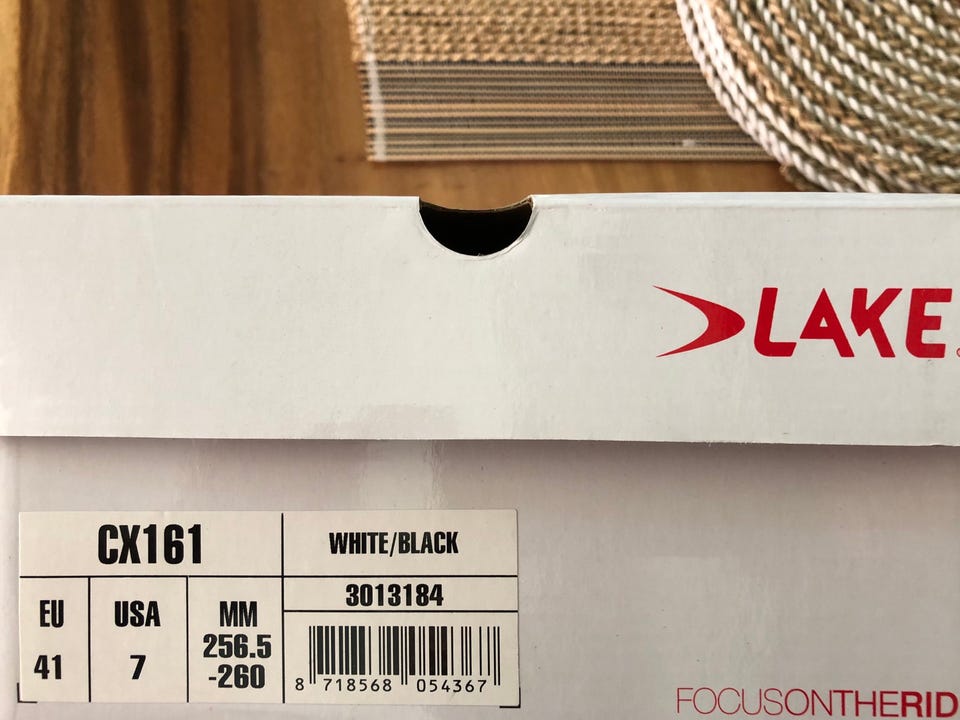 LAKE
CX161
WHITE/BLACK
3013184
EU
USA
MM
41
7
256.5
-260
8 718568 054367
FOCUSONTHERID